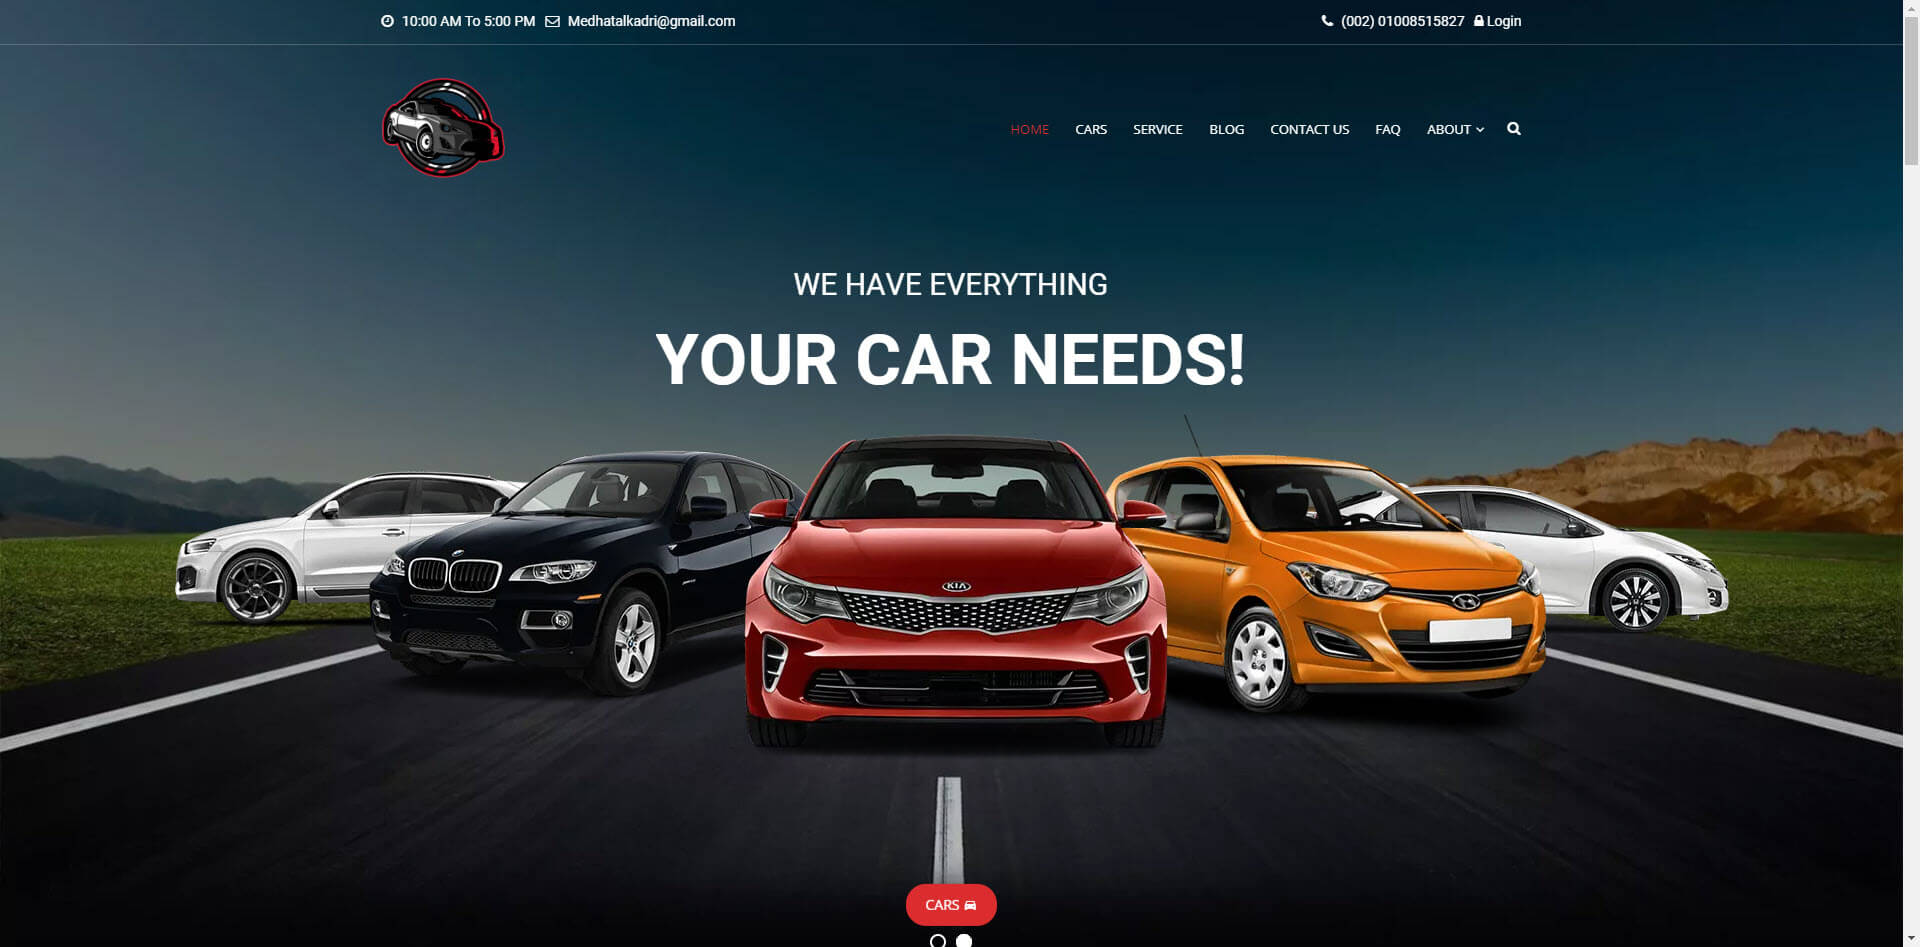 10:00 AM To 5:00 PM Medhatalkadri@gmail.com (002) 01008515827 Login
HOME CARS SERVICE BLOG CONTACT US FAQ ABOUT
WE HAVE EVERYTHING
YOUR CAR NEEDS!
KIA
CARS